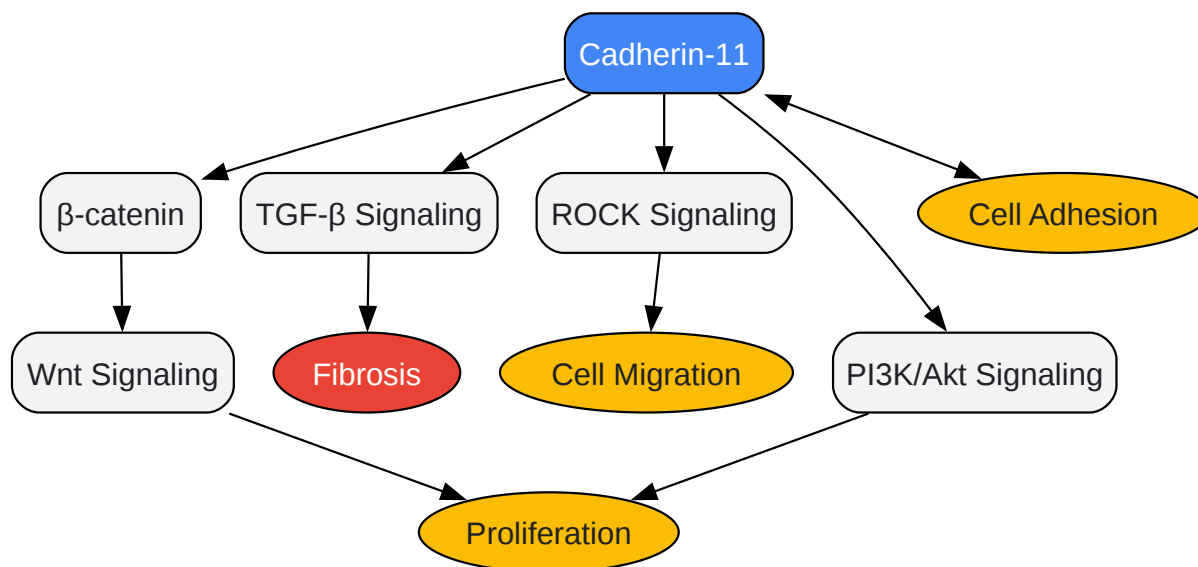 Cadherin-11
β-catenin
TGF-β Signaling
ROCK Signaling
Cell Adhesion
Wnt Signaling
Fibrosis
Cell Migration
PI3K/Akt Signaling
Proliferation